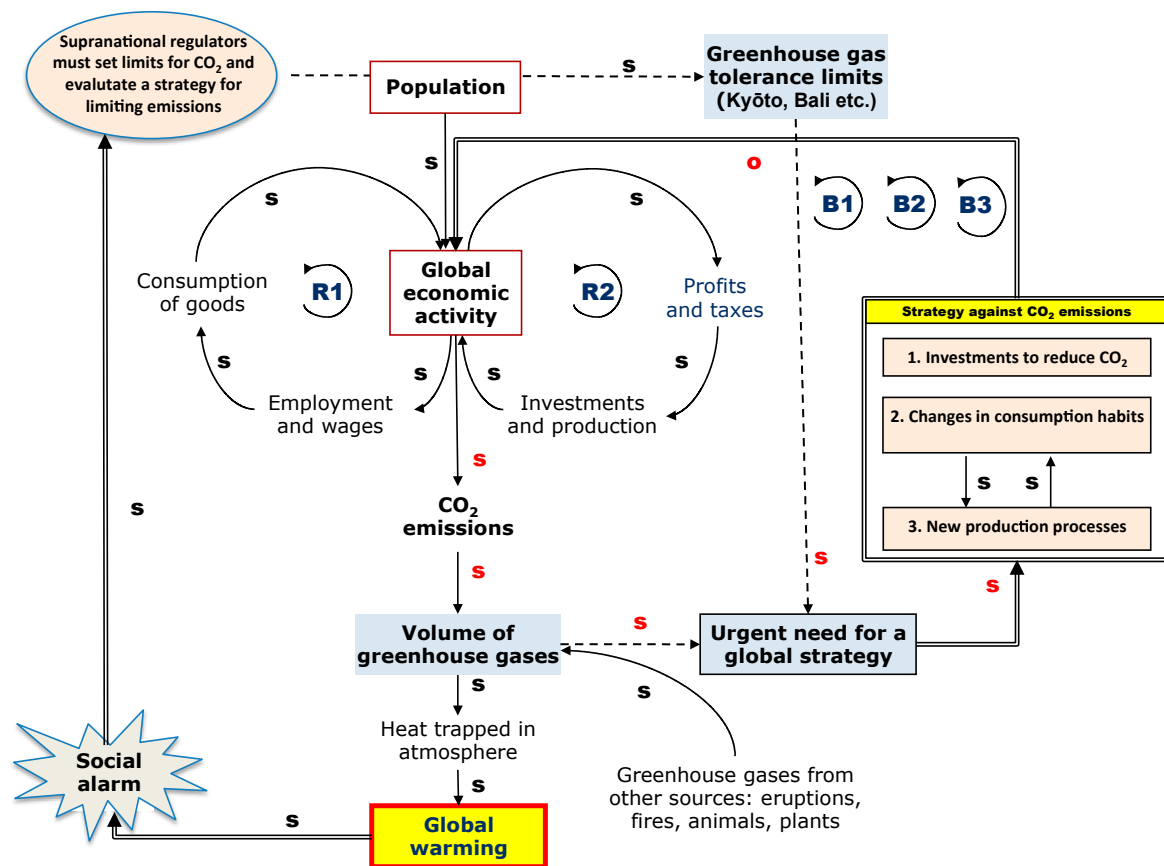 Supranational regulators
must set limits for CO₂ and
evalutate a strategy for
limiting emissions
Population
s
Greenhouse gas
tolerance limits
(Kyōto, Bali etc.)
s
o
s
s
B1
B2
B3
Consumption
of goods
R1
Global
economic
activity
R2
Profits
and taxes
Strategy against CO₂ emissions
1. Investments to reduce CO₂
s
s
s
s
Employment
and wages
Investments
and production
2. Changes in consumption habits
s
s
s
s
CO₂
emissions
3. New production processes
s
s
s
s
Volume of
greenhouse gases
Urgent need for a
global strategy
s
s
Heat trapped in
atmosphere
Social
alarm
s
Greenhouse gases from
other sources: eruptions,
fires, animals, plants
s
Global
warming